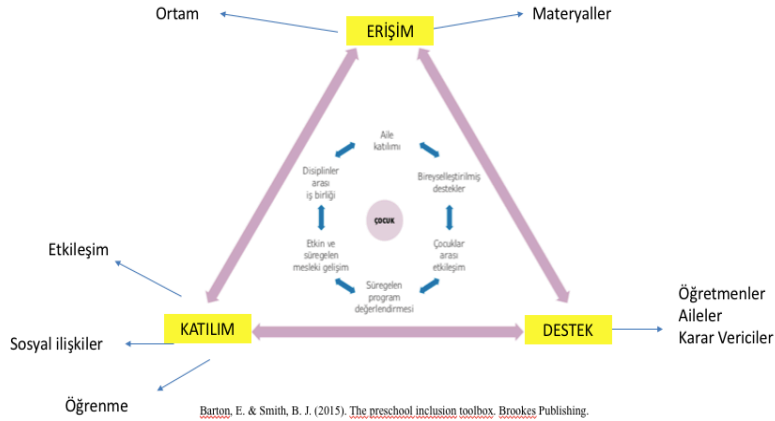 Ortam
Materyaller
ERİŞİM
Aile
katılımı
Disiplinler
arası
iş birliği
Bireyselleştirilmiş
destekler
ÇOCUK
Etkin ve
süregelen
mesleki gelişim
Çocuklar
arası
etkileşim
Süregelen
program
değerlendirmesi
Etkileşim
KATILIM
Sosyal ilişkiler
Öğrenme
DESTEK
Öğretmenler
Aileler
Karar Vericiler
Barton, E. & Smith, B. J. (2015). The preschool inclusion toolbox. Brookes Publishing.